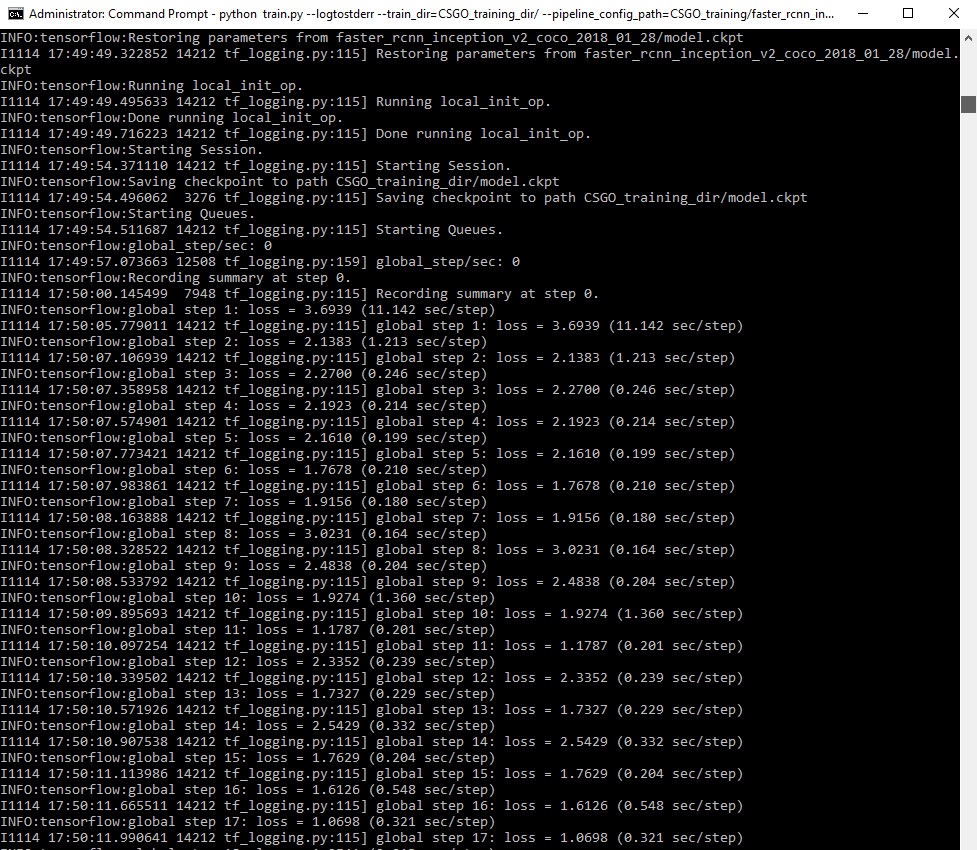 Administrator: Command Prompt - python  train.py --logtostderr --train_dir=CSGO_training_dir/ --pipeline_config_path=CSGO_training/faster_rcnn_in...
INFO:tensorflow:Restoring parameters from faster_rcnn_inception_v2_coco_2018_01_28/model.ckpt
I1114 17:49:49.322852 14212 tf_logging.py:115] Restoring parameters from faster_rcnn_inception_v2_coco_2018_01_28/model.
ckpt
INFO:tensorflow:Running local_init_op.
I1114 17:49:49.495633 14212 tf_logging.py:115] Running local_init_op.
INFO:tensorflow:Done running local_init_op.
I1114 17:49:49.716223 14212 tf_logging.py:115] Done running local_init_op.
INFO:tensorflow:Starting Session.
I1114 17:49:54.371110 14212 tf_logging.py:115] Starting Session.
INFO:tensorflow:Saving checkpoint to path CSGO_training_dir/model.ckpt
I1114 17:49:54.496062  3276 tf_logging.py:115] Saving checkpoint to path CSGO_training_dir/model.ckpt
INFO:tensorflow:Starting Queues.
I1114 17:49:54.511687 14212 tf_logging.py:115] Starting Queues.
INFO:tensorflow:global_step/sec: 0
I1114 17:49:57.073663 12508 tf_logging.py:159] global_step/sec: 0
INFO:tensorflow:Recording summary at step 0.
I1114 17:50:00.145499  7948 tf_logging.py:115] Recording summary at step 0.
INFO:tensorflow:global step 1: loss = 3.6939 (11.142 sec/step)
I1114 17:50:05.779011 14212 tf_logging.py:115] global step 1: loss = 3.6939 (11.142 sec/step)
INFO:tensorflow:global step 2: loss = 2.1383 (1.213 sec/step)
I1114 17:50:07.106939 14212 tf_logging.py:115] global step 2: loss = 2.1383 (1.213 sec/step)
INFO:tensorflow:global step 3: loss = 2.2700 (0.246 sec/step)
I1114 17:50:07.358958 14212 tf_logging.py:115] global step 3: loss = 2.2700 (0.246 sec/step)
INFO:tensorflow:global step 4: loss = 2.1923 (0.214 sec/step)
I1114 17:50:07.574901 14212 tf_logging.py:115] global step 4: loss = 2.1923 (0.214 sec/step)
INFO:tensorflow:global step 5: loss = 2.1610 (0.199 sec/step)
I1114 17:50:07.773421 14212 tf_logging.py:115] global step 5: loss = 2.1610 (0.199 sec/step)
INFO:tensorflow:global step 6: loss = 1.7678 (0.210 sec/step)
I1114 17:50:07.983861 14212 tf_logging.py:115] global step 6: loss = 1.7678 (0.210 sec/step)
INFO:tensorflow:global step 7: loss = 1.9156 (0.180 sec/step)
I1114 17:50:08.163888 14212 tf_logging.py:115] global step 7: loss = 1.9156 (0.180 sec/step)
INFO:tensorflow:global step 8: loss = 3.0231 (0.164 sec/step)
I1114 17:50:08.328522 14212 tf_logging.py:115] global step 8: loss = 3.0231 (0.164 sec/step)
INFO:tensorflow:global step 9: loss = 2.4838 (0.204 sec/step)
I1114 17:50:08.533792 14212 tf_logging.py:115] global step 9: loss = 2.4838 (0.204 sec/step)
INFO:tensorflow:global step 10: loss = 1.9274 (1.360 sec/step)
I1114 17:50:09.895693 14212 tf_logging.py:115] global step 10: loss = 1.9274 (1.360 sec/step)
INFO:tensorflow:global step 11: loss = 1.1787 (0.201 sec/step)
I1114 17:50:10.097254 14212 tf_logging.py:115] global step 11: loss = 1.1787 (0.201 sec/step)
INFO:tensorflow:global step 12: loss = 2.3352 (0.239 sec/step)
I1114 17:50:10.339502 14212 tf_logging.py:115] global step 12: loss = 2.3352 (0.239 sec/step)
INFO:tensorflow:global step 13: loss = 1.7327 (0.229 sec/step)
I1114 17:50:10.571926 14212 tf_logging.py:115] global step 13: loss = 1.7327 (0.229 sec/step)
INFO:tensorflow:global step 14: loss = 2.5429 (0.332 sec/step)
I1114 17:50:10.907538 14212 tf_logging.py:115] global step 14: loss = 2.5429 (0.332 sec/step)
INFO:tensorflow:global step 15: loss = 1.7629 (0.204 sec/step)
I1114 17:50:11.113986 14212 tf_logging.py:115] global step 15: loss = 1.7629 (0.204 sec/step)
INFO:tensorflow:global step 16: loss = 1.6126 (0.548 sec/step)
I1114 17:50:11.665511 14212 tf_logging.py:115] global step 16: loss = 1.6126 (0.548 sec/step)
INFO:tensorflow:global step 17: loss = 1.0698 (0.321 sec/step)
I1114 17:50:11.990641 14212 tf_logging.py:115] global step 17: loss = 1.0698 (0.321 sec/step)